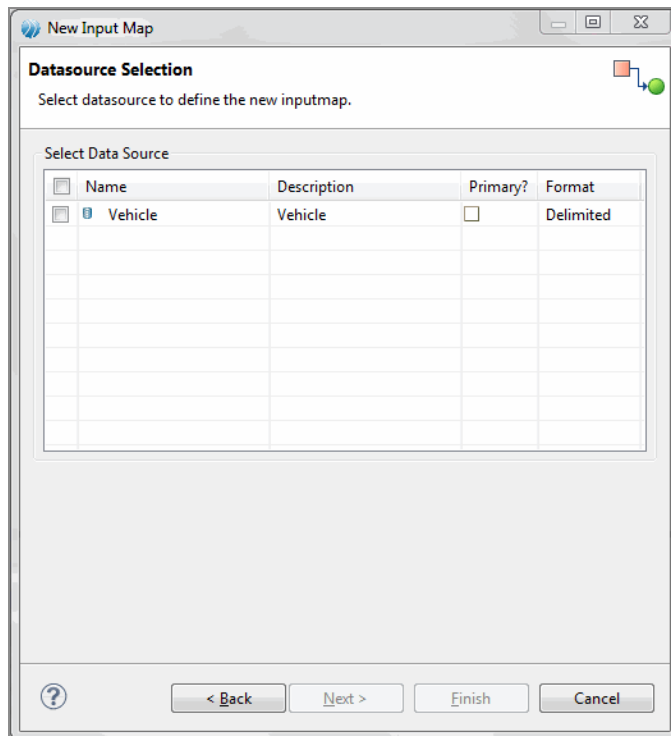 New Input Map
Datasource Selection
Select datasource to define the new inputmap.
Select Data Source
Name Description Primary? Format
Vehicle Vehicle Delimited
? < Back Next > Finish Cancel